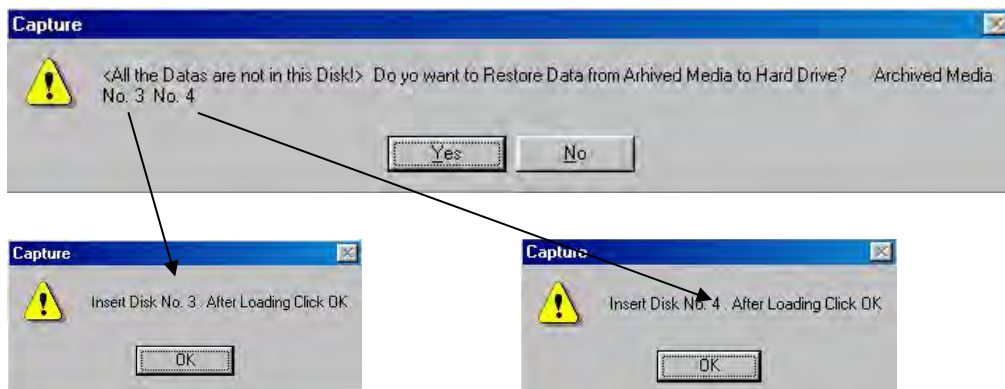 Capture
<All the Datas are not in this Disk!> Do yo want to Restore Data from Arhived Media to Hard Drive? Archived Media
No. 3 No. 4
Yes No
Capture
Insert Disk No. 3 . After Loading Click OK
OK
Capture
Insert Disk No. 4 . After Loading Click OK
OK